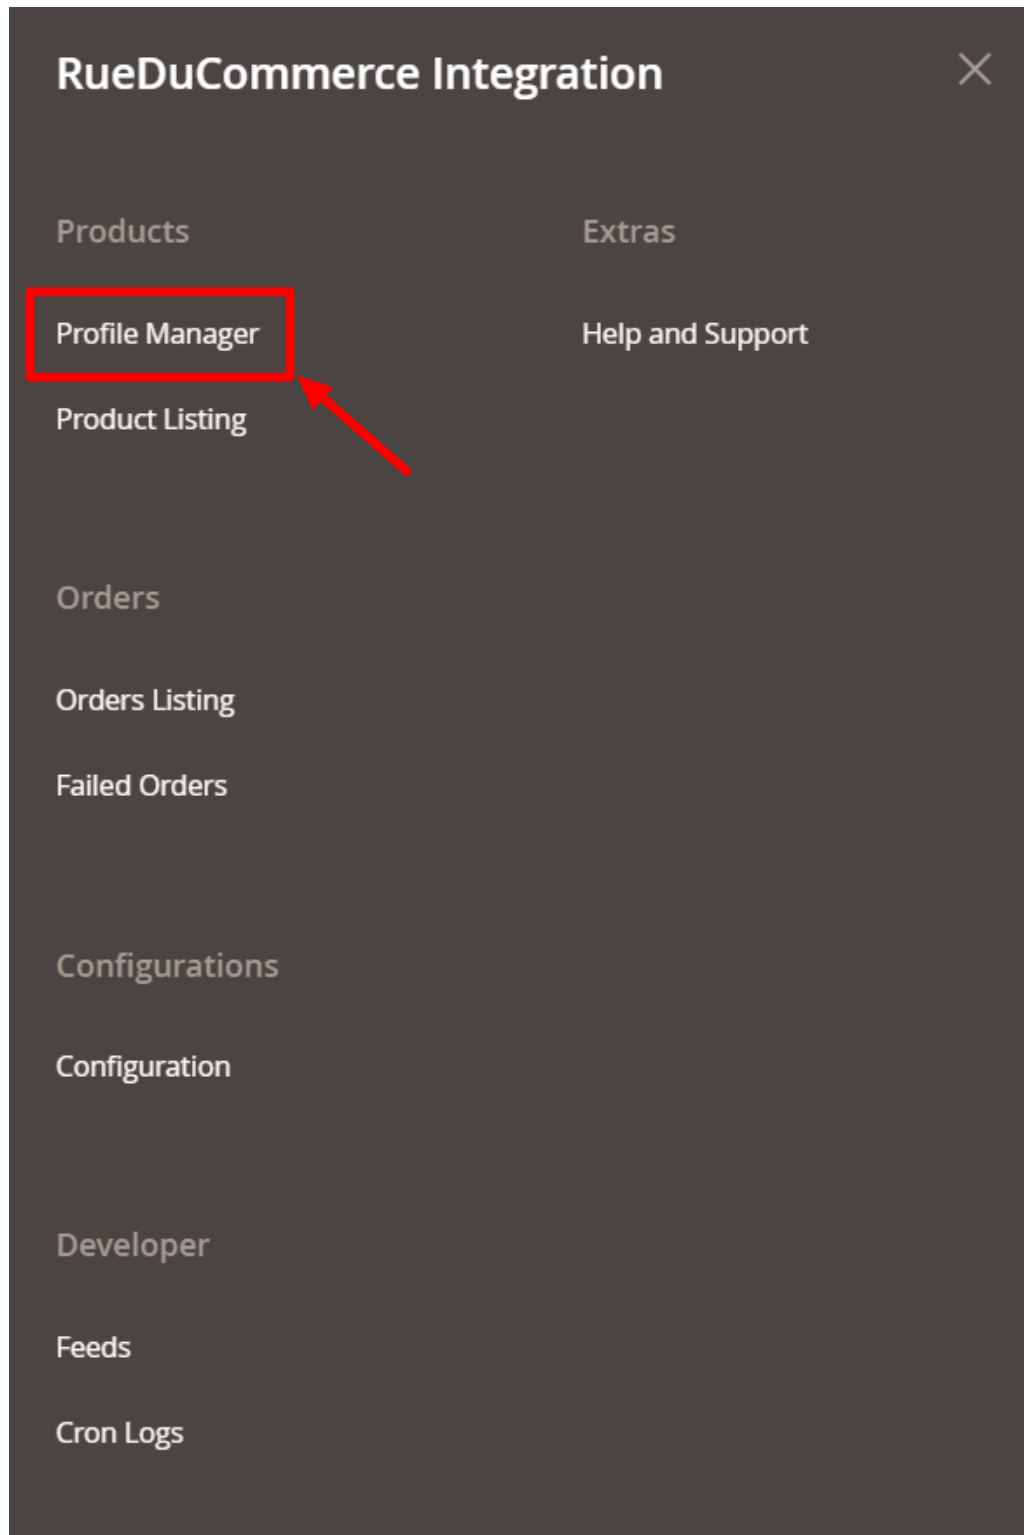 RueDuCommerce Integration
Products
Profile Manager
Product Listing
Extras
Help and Support
Orders
Orders Listing
Failed Orders
Configurations
Configuration
Developer
Feeds
Cron Logs